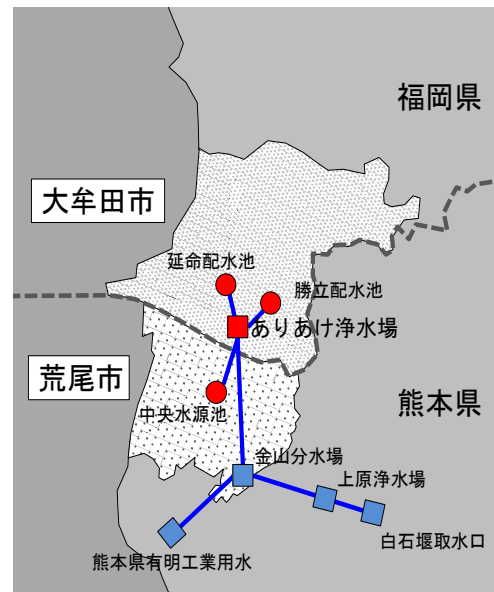 福岡県
大牟田市
延命配水池
勝立配水池
ありあけ浄水場
荒尾市
中央水源池
熊本県
金山分水場
上原浄水場
白石堰取水口
熊本県有明工業用水